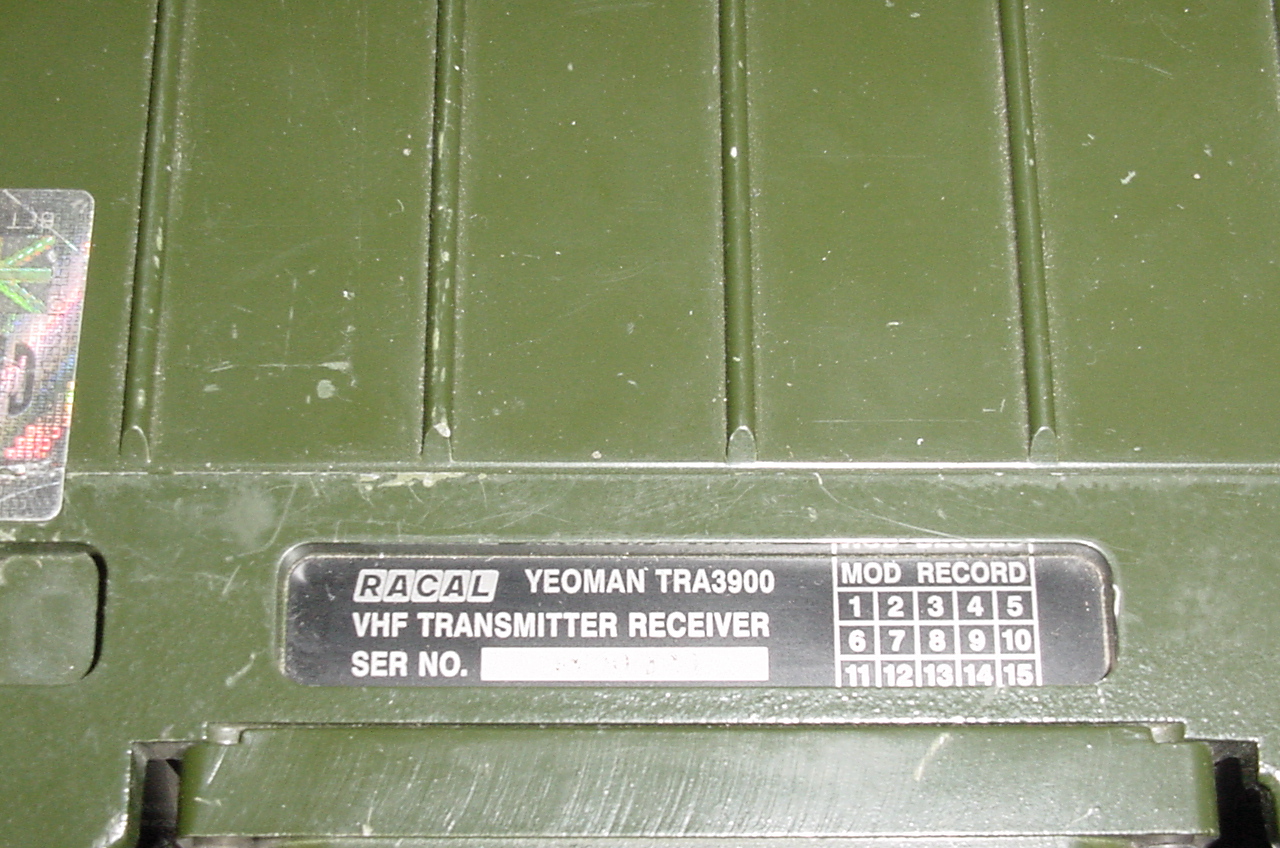 RACAL YEOMAN TRA3900
VHF TRANSMITTER RECEIVER
SER NO.
MOD RECORD
1 2 3 4 5
6 7 8 9 10
11 12 13 14 15